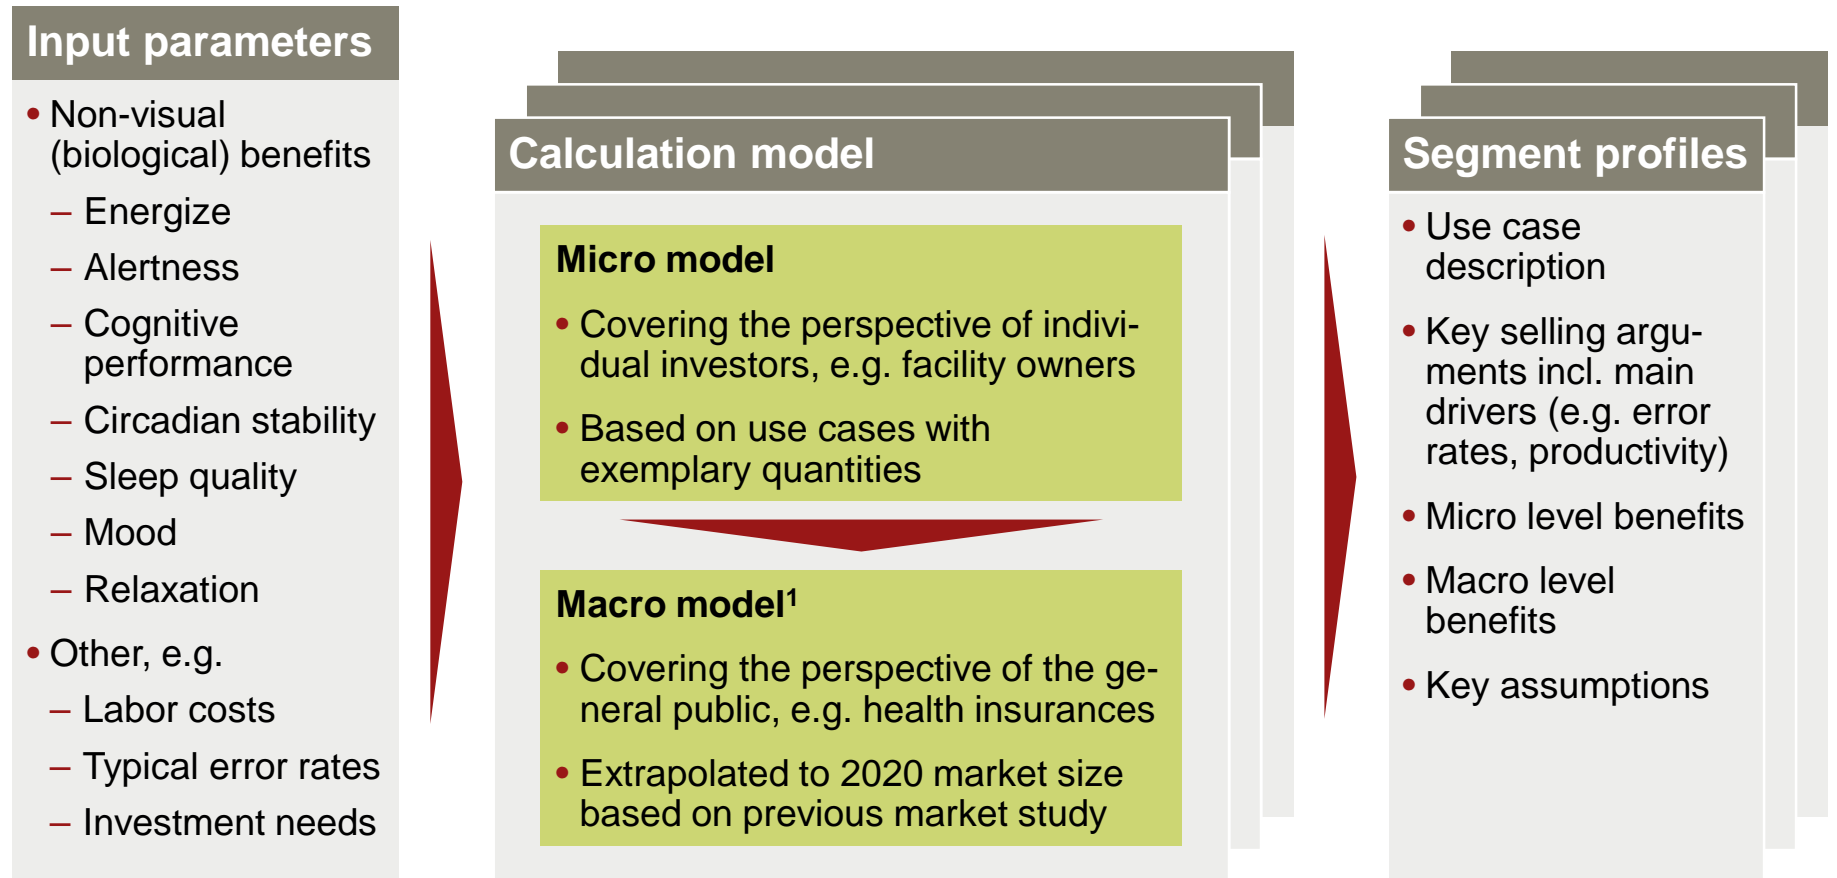 Input parameters
• Non-visual
(biological) benefits
– Energize
– Alertness
– Cognitive
performance
– Circadian stability
– Sleep quality
– Mood
– Relaxation
• Other, e.g.
– Labor costs
– Typical error rates
– Investment needs
Calculation model
Micro model
• Covering the perspective of indivi-
dual investors, e.g. facility owners
• Based on use cases with
exemplary quantities
Macro model¹
• Covering the perspective of the ge-
neral public, e.g. health insurances
• Extrapolated to 2020 market size
based on previous market study
Segment profiles
• Use case
description
• Key selling argu-
ments incl. main
drivers (e.g. error
rates, productivity)
• Micro level benefits
• Macro level
benefits
• Key assumptions